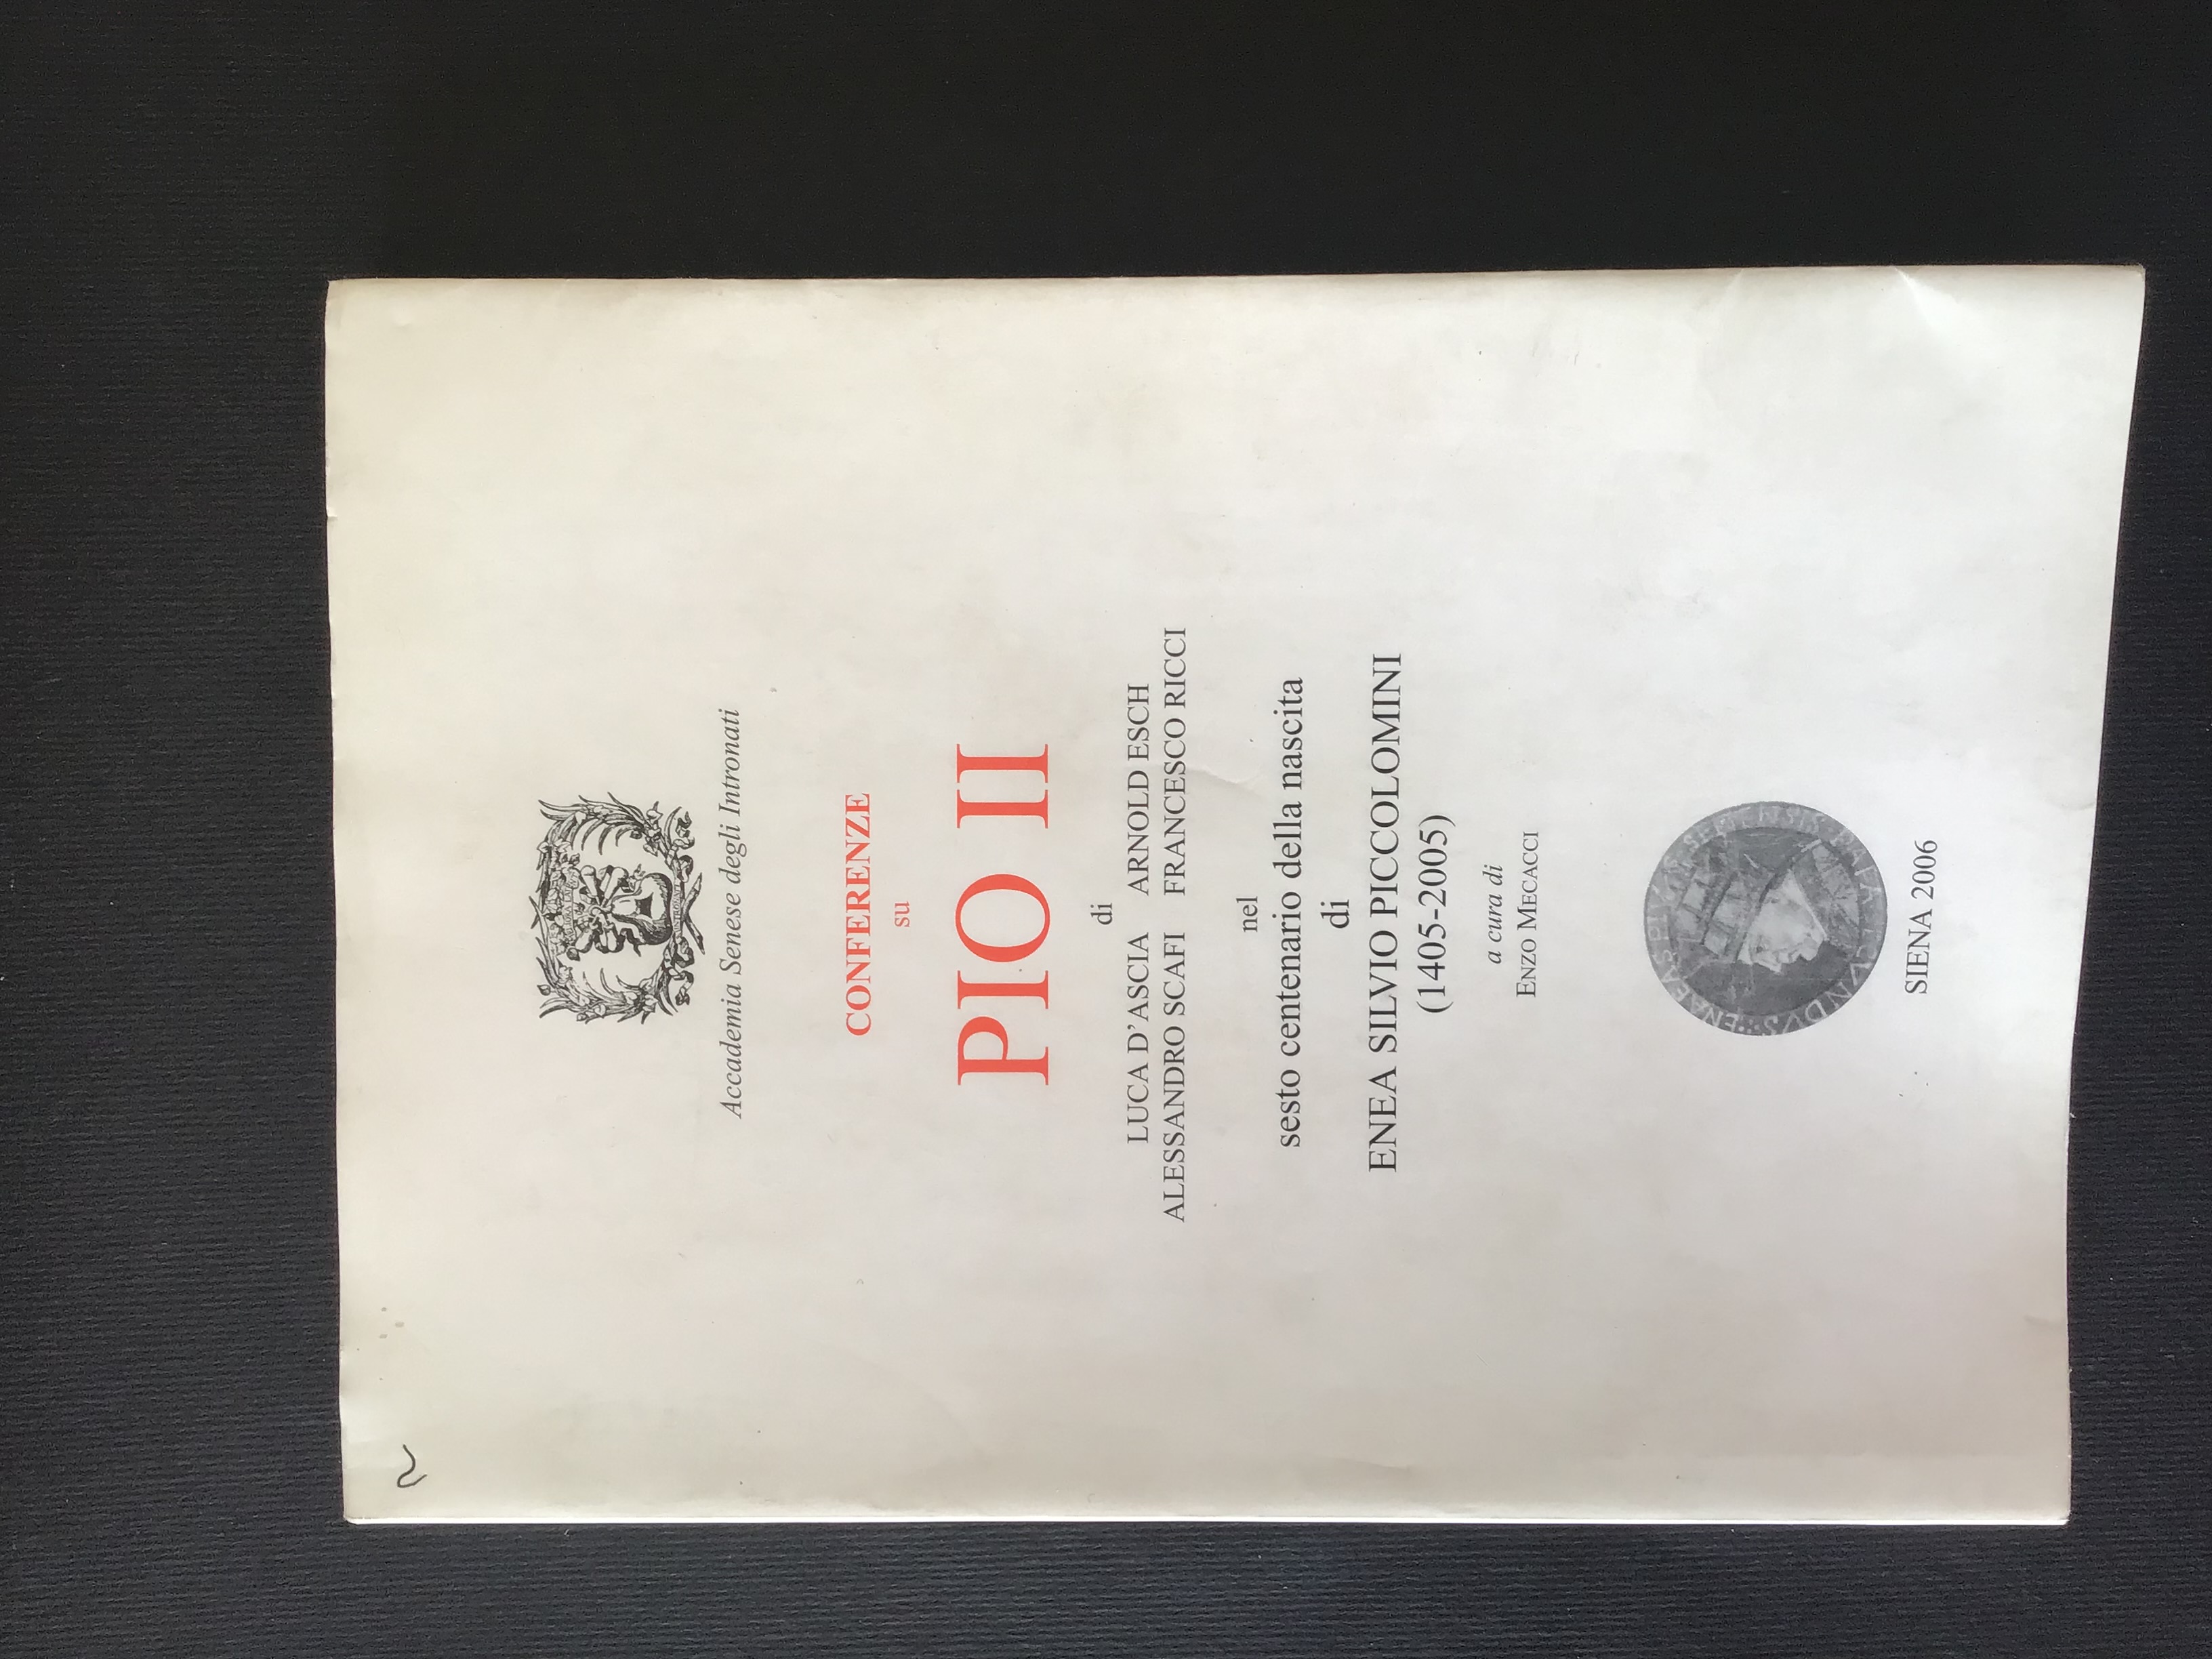 Accademia Senese degli Intronati
CONFERENZE
su
PIO II
di
LUCA D'ASCIA ARNOLD ESCH
ALESSANDRO SCAFI FRANCESCO RICCI
nel
sesto centenario della nascita
di
ENEA SILVIO PICCOLOMINI
(1405-2005)
a cura di
ENZO MECACCI
SIENA 2006